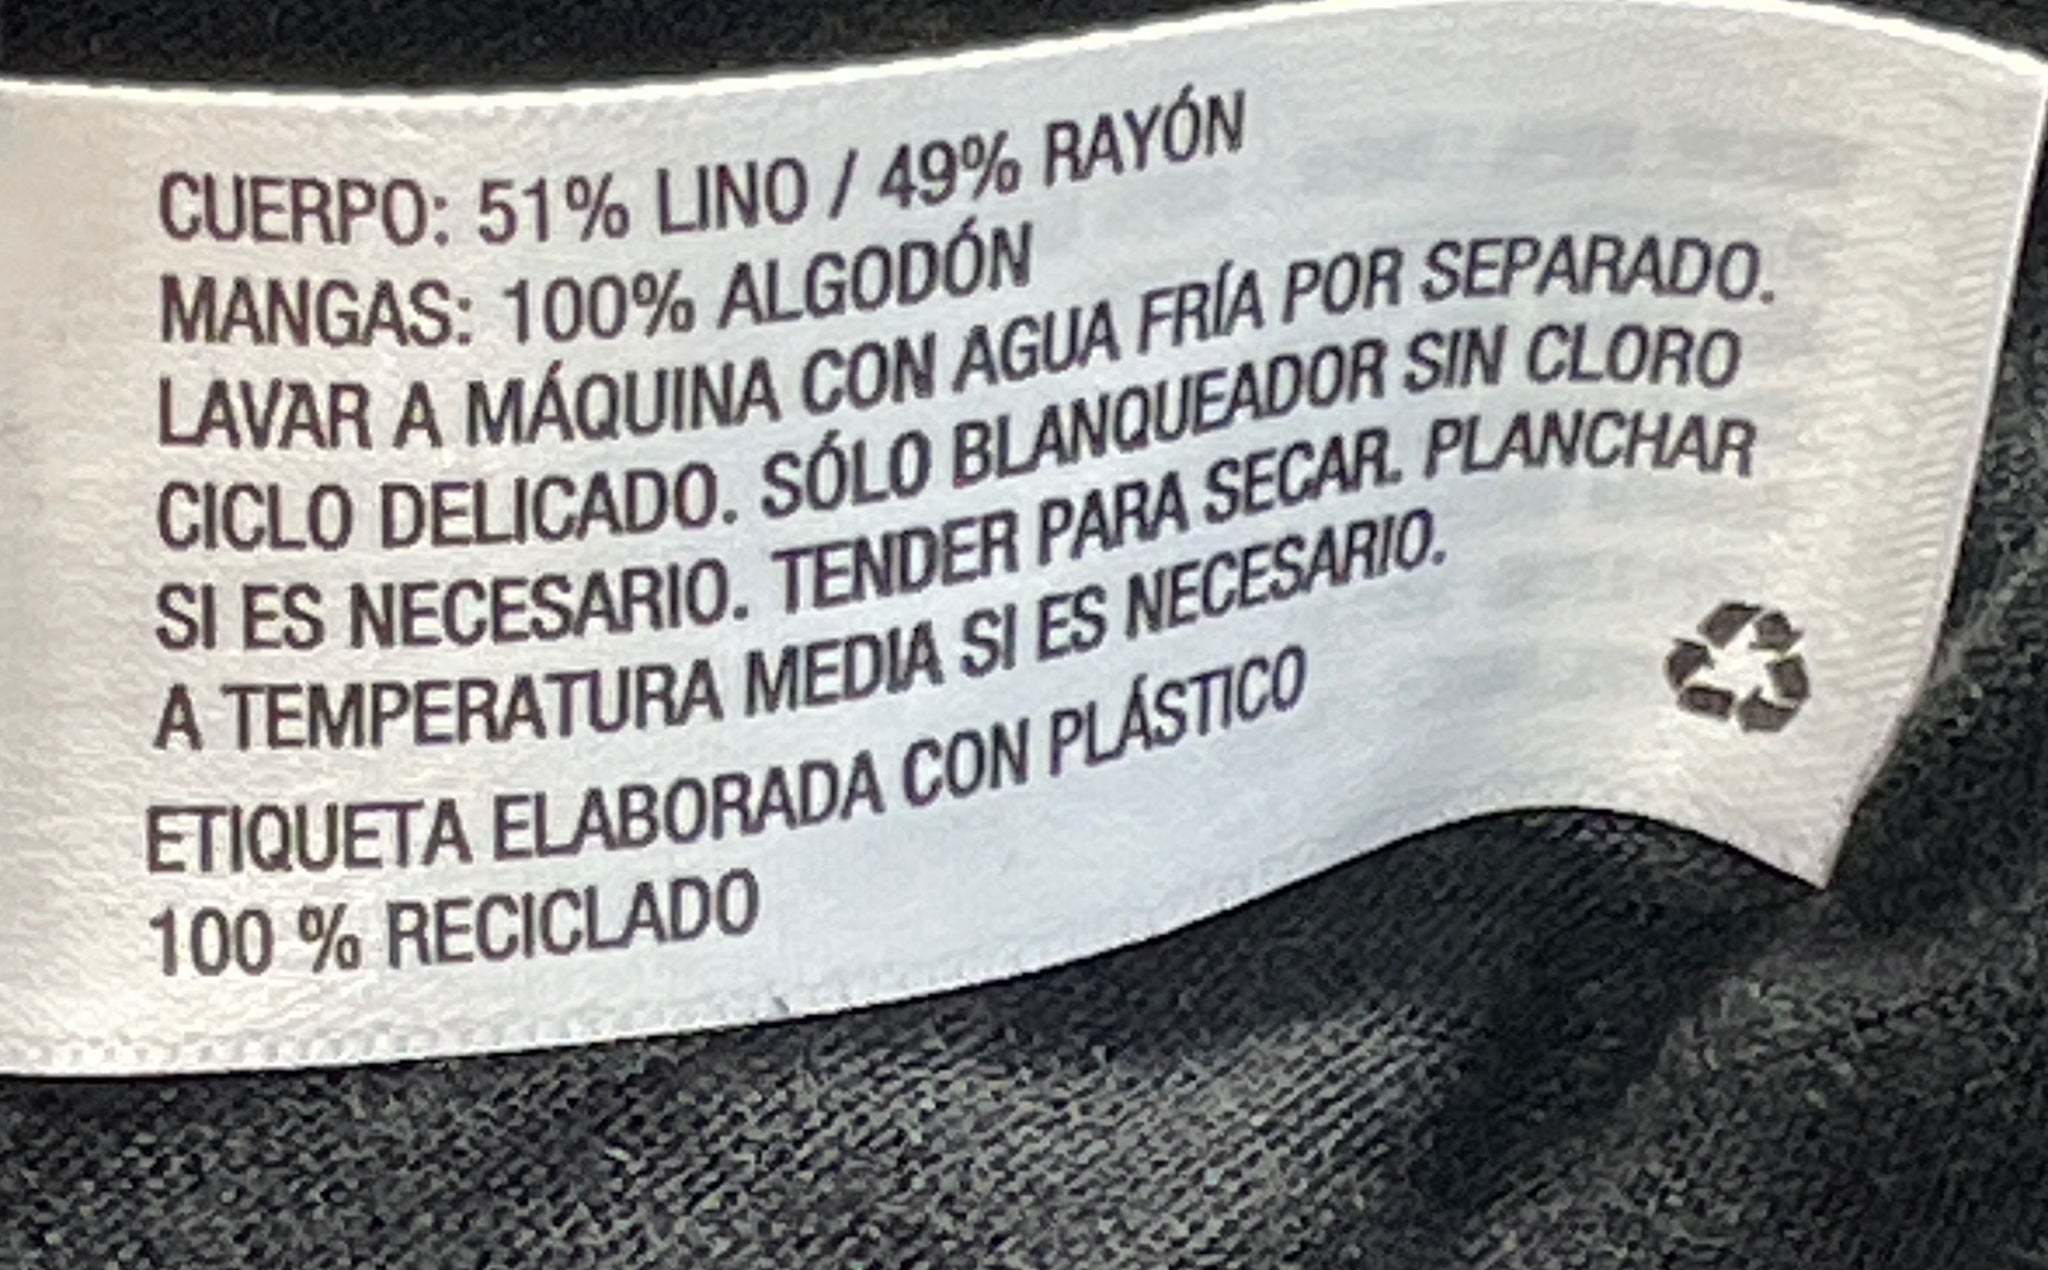 CUERPO: 51% LINO / 49% RAYÓN
MANGAS: 100% ALGODÓN
LAVAR A MÁQUINA CON AGUA FRÍA POR SEPARADO.
CICLO DELICADO. SÓLO BLANQUEADOR SIN CLORO
SI ES NECESARIO. TENDER PARA SECAR. PLANCHAR
A TEMPERATURA MEDIA SI ES NECESARIO.
ETIQUETA ELABORADA CON PLÁSTICO
100 % RECICLADO